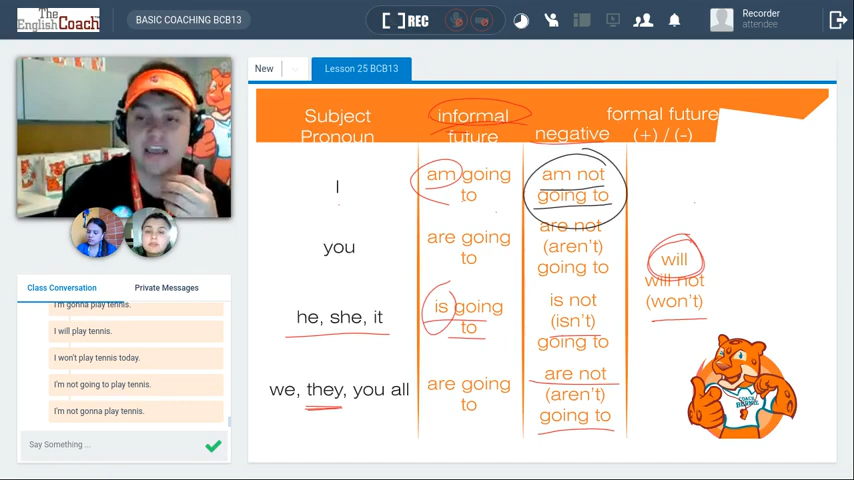 The
EnglishCoach
BASIC COACHING BCB13
[ ] REC
Recorder
attendee
New
Lesson 25 BCB13
Subject
Pronoun
informal
future
negative
formal future
(+) / (-)
I
am going
to
am not
going to
you
are going
to
are not
(aren't)
going to
he, she, it
is going
to
is not
(isn't)
going to
we, they, you all
are going
to
are not
(aren't)
going to
will
will not
(won't)
COACH
BERNIE
Class Conversation
Private Messages
I'm gonna play tennis.
I will play tennis.
I won't play tennis today.
I'm not going to play tennis.
I'm not gonna play tennis.
Say Something ...